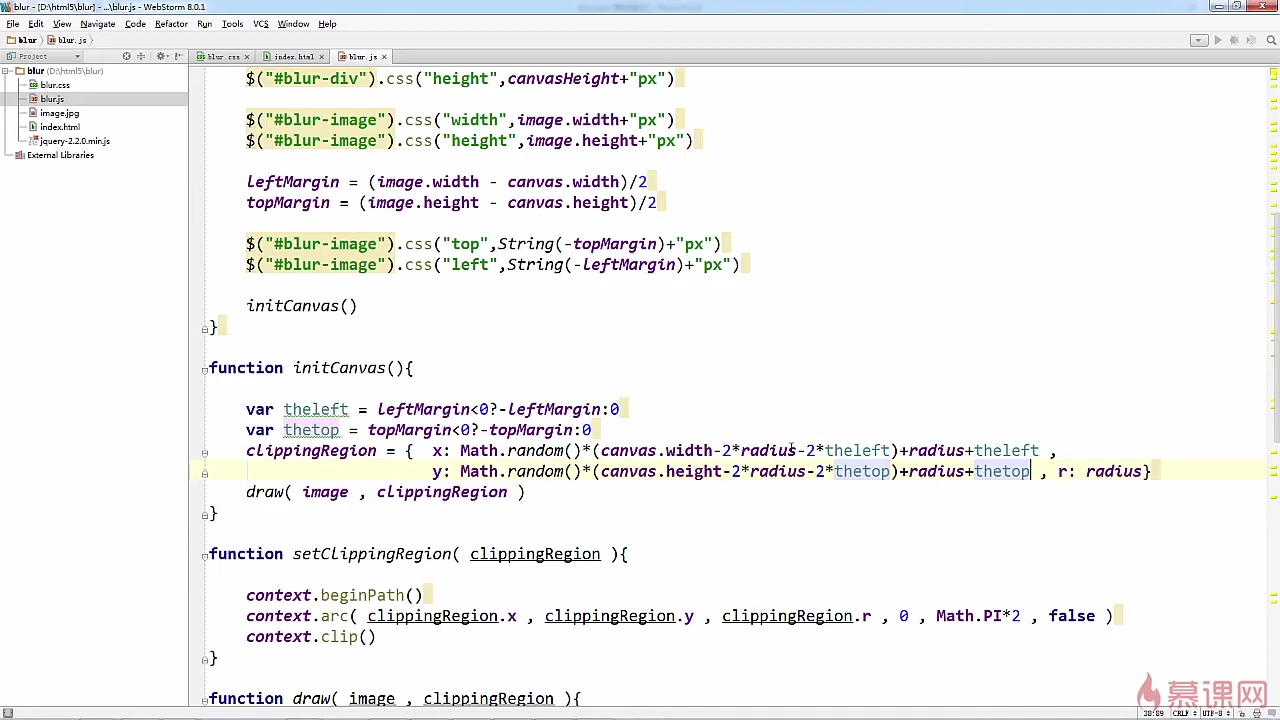 blur - [D:\html5\blur] - ...\blur.js - WebStorm 8.0.1
File Edit View Navigate Code Refactor Run Tools VCS Window Help
blur blur.js
Project blur.css index.html blur.js
blur (D:\html5\blur)
blur.css
blur.js
image.jpg
index.html
jquery-2.2.0.min.js
External Libraries
$("#blur-div").css("height",canvasHeight+"px")
$("#blur-image").css("width",image.width+"px")
$("#blur-image").css("height",image.height+"px")
leftMargin = (image.width - canvas.width)/2
topMargin = (image.height - canvas.height)/2
$("#blur-image").css("top",String(-topMargin)+"px")
$("#blur-image").css("left",String(-leftMargin)+"px")
initCanvas()
}
function initCanvas(){
var theleft = leftMargin<0?-leftMargin:0
var thetop = topMargin<0?-topMargin:0
clippingRegion = { x: Math.random()*(canvas.width-2*radius-2*theleft)+radius+theleft ,
y: Math.random()*(canvas.height-2*radius-2*thetop)+radius+thetop , r: radius}
draw( image , clippingRegion )
}
function setClippingRegion( clippingRegion ){
context.beginPath()
context.arc( clippingRegion.x , clippingRegion.y , clippingRegion.r , 0 , Math.PI*2 , false )
context.clip()
}
function draw( image , clippingRegion ){
慕课网
38:89 CRLF UTF-8